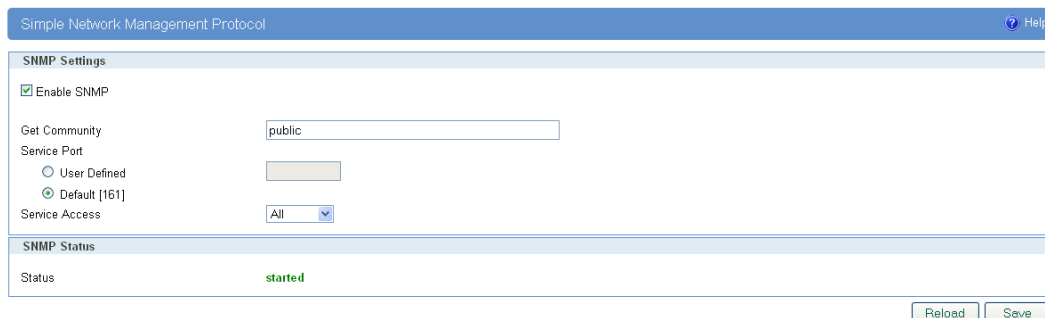 Simple Network Management Protocol
Help
SNMP Settings
Enable SNMP
Get Community public
Service Port
User Defined
Default [161]
Service Access All
SNMP Status
Status started
Reload Save